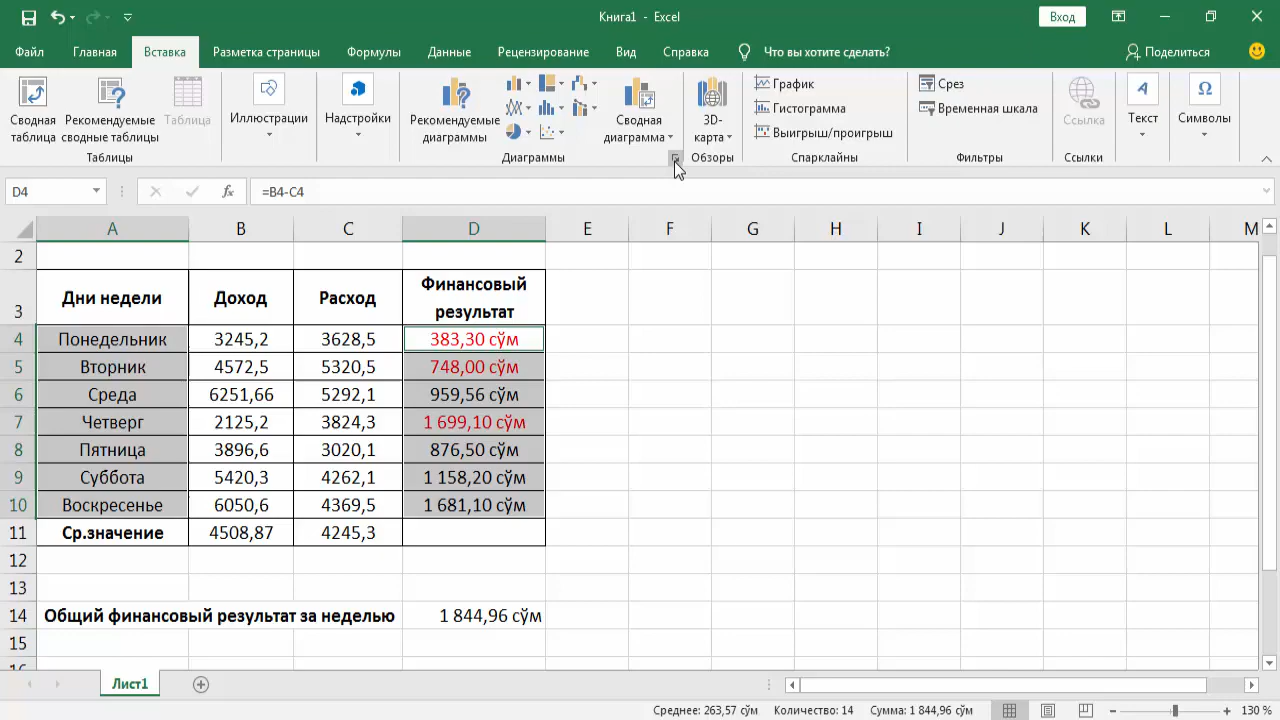 Книга1 - Excel
Вход
Файл Главная Вставка Разметка страницы Формулы Данные Рецензирование Вид Справка Что вы хотите сделать? Поделиться
Сводная таблица
Рекомендуемые сводные таблицы
Таблица
Иллюстрации
Надстройки
Рекомендуемые диаграммы
Сводная диаграмма
3D-карта
График
Гистограмма
Выигрыш/проигрыш
Срез
Временная шкала
Ссылка
Текст
Символы
Таблицы Диаграммы Обзоры Спарклайны Фильтры Ссылки
D4 fx =B4-C4
A B C D E F G H I J K L M
2
3 Дни недели Доход Расход Финансовый результат
4 Понедельник 3245,2 3628,5 383,30 сўм
5 Вторник 4572,5 5320,5 748,00 сўм
6 Среда 6251,66 5292,1 959,56 сўм
7 Четверг 2125,2 3824,3 1 699,10 сўм
8 Пятница 3896,6 3020,1 876,50 сўм
9 Суббота 5420,3 4262,1 1 158,20 сўм
10 Воскресенье 6050,6 4369,5 1 681,10 сўм
11 Ср.значение 4508,87 4245,3
12
13
14 Общий финансовый результат за неделью 1 844,96 сўм
15
16
Лист1
Среднее: 263,57 сўм Количество: 14 Сумма: 1 844,96 сўм 130 %